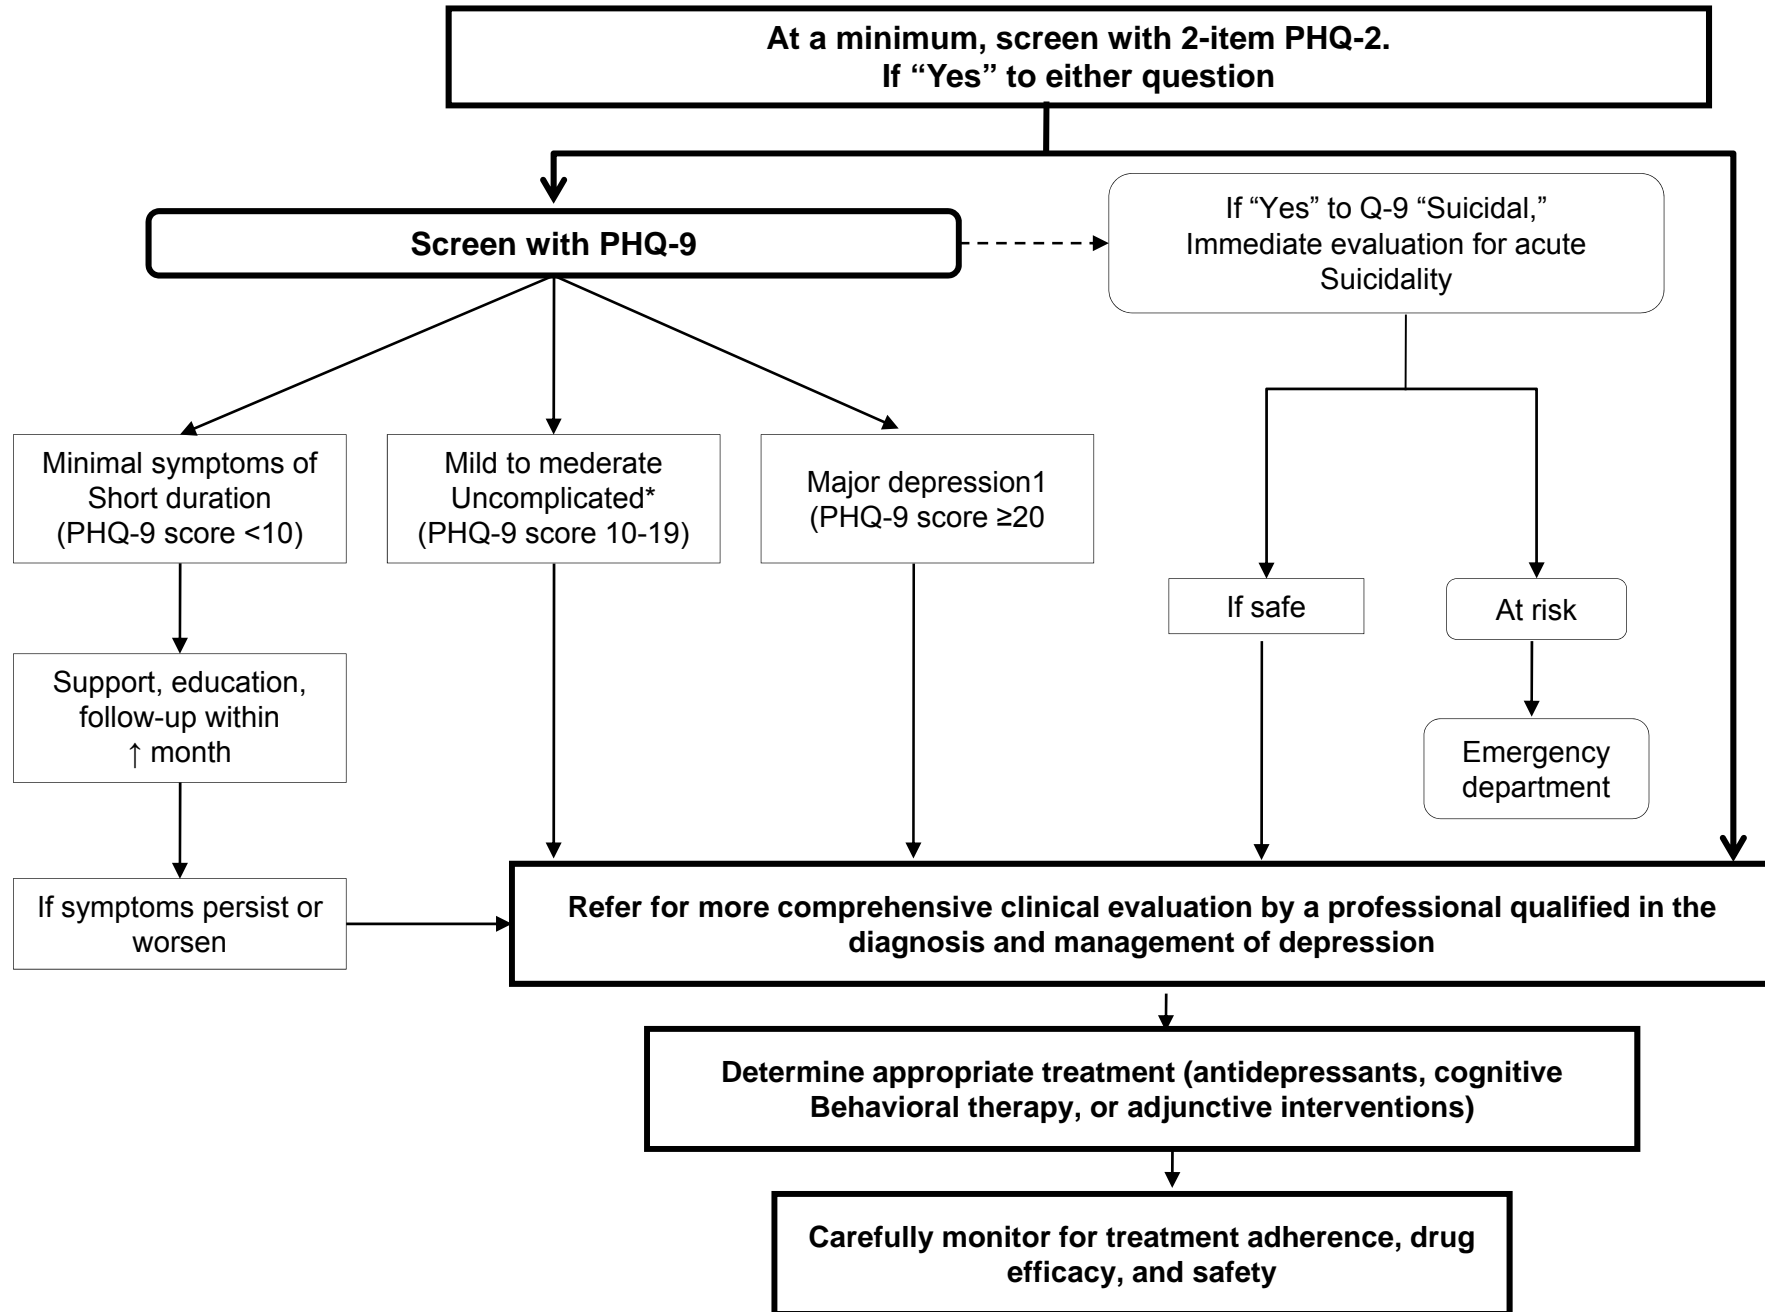 At a minimum, screen with 2-item PHQ-2.
If “Yes” to either question
Screen with PHQ-9
If “Yes” to Q-9 “Suicidal,”
Immediate evaluation for acute
Suicidality
Minimal symptoms of
Short duration
(PHQ-9 score <10)
Mild to mederate
Uncomplicated*
(PHQ-9 score 10-19)
Major depression1
(PHQ-9 score ≥20
If safe
At risk
Support, education,
follow-up within
↑ month
Emergency
department
If symptoms persist or
worsen
Refer for more comprehensive clinical evaluation by a professional qualified in the
diagnosis and management of depression
Determine appropriate treatment (antidepressants, cognitive
Behavioral therapy, or adjunctive interventions)
Carefully monitor for treatment adherence, drug
efficacy, and safety